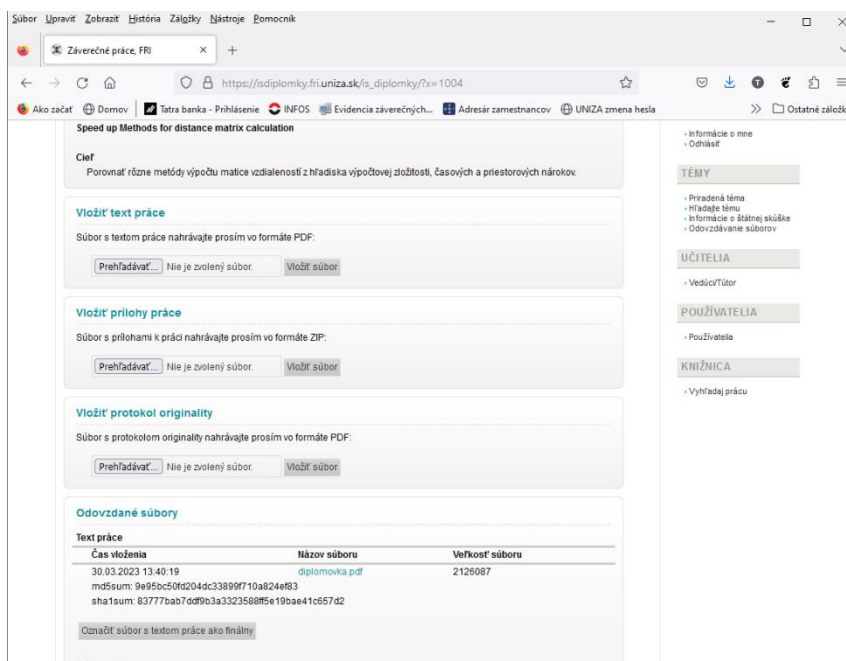 Súbor Upraviť Zobraziť História Záložky Nástroje Pomocník
Záverečné práce, FRI
https://isdiplomky.fri.uniza.sk/is_diplomky/?x=1004
Ako začať Domov Tatra banka - Prihlásenie INFOS Evidencia záverečných... Adresár zamestnancov UNIZA zmena hesla Ostatné záložk
Speed up Methods for distance matrix calculation
Cieľ
Porovnať rôzne metódy výpočtu matice vzdialeností z hľadiska výpočtovej zložitosti, časových a priestorových nárokov.
Vložiť text práce
Súbor s textom práce nahrávajte prosím vo formáte PDF:
Prehľadávať... Nie je zvolený súbor. Vložiť súbor
Vložiť prílohy práce
Súbor s prílohami k práci nahrávajte prosím vo formáte ZIP:
Prehľadávať... Nie je zvolený súbor. Vložiť súbor
Vložiť protokol originality
Súbor s protokolom originality nahrávajte prosím vo formáte PDF:
Prehľadávať... Nie je zvolený súbor. Vložiť súbor
Odovzdané súbory
Text práce
Čas vloženia Názov súboru Veľkosť súboru
30.03.2023 13:40:19 diplomovka.pdf 2126087
md5sum: 9e95bc50fd204dc33899f710a824ef83
sha1sum: 83777bab7ddf9b3a3323588ff5e19bae41c657d2
Označiť súbor s textom práce ako finálny
Informácie o mne
Odhlásiť
TÉMY
Priradená téma
Hľadajte tému
Informácie o štátnej skúške
Odovzdávanie súborov
UČITELIA
Vedúci/Tútor
POUŽÍVATELIA
Používatelia
KNIŽNICA
Vyhľadaj prácu